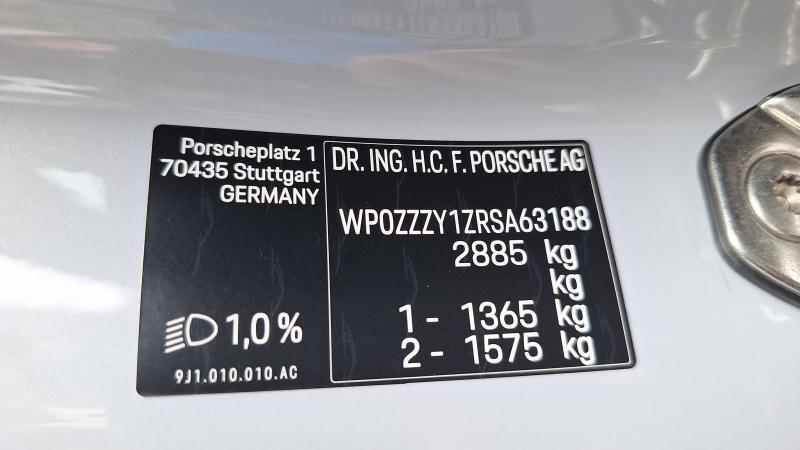 Porscheplatz 1
70435 Stuttgart
GERMANY
1,0 %
9J1.010.010.AC
DR. ING. H.C. F. PORSCHE AG
WP0ZZZY1ZRSA63188
2885 kg
kg
1 - 1365 kg
2 - 1575 kg